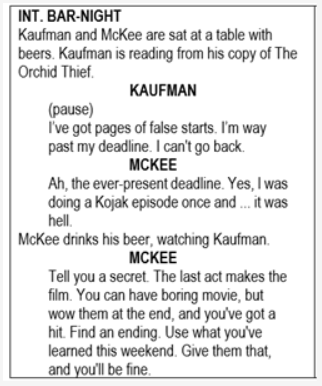 INT. BAR-NIGHT
Kaufman and McKee are sat at a table with
beers. Kaufman is reading from his copy of The
Orchid Thief.
KAUFMAN
(pause)
I've got pages of false starts. I'm way
past my deadline. I can't go back.
MCKEE
Ah, the ever-present deadline. Yes, I was
doing a Kojak episode once and ... it was
hell.
McKee drinks his beer, watching Kaufman.
MCKEE
Tell you a secret. The last act makes the
film. You can have boring movie, but
wow them at the end, and you've got a
hit. Find an ending. Use what you've
learned this weekend. Give them that,
and you'll be fine.